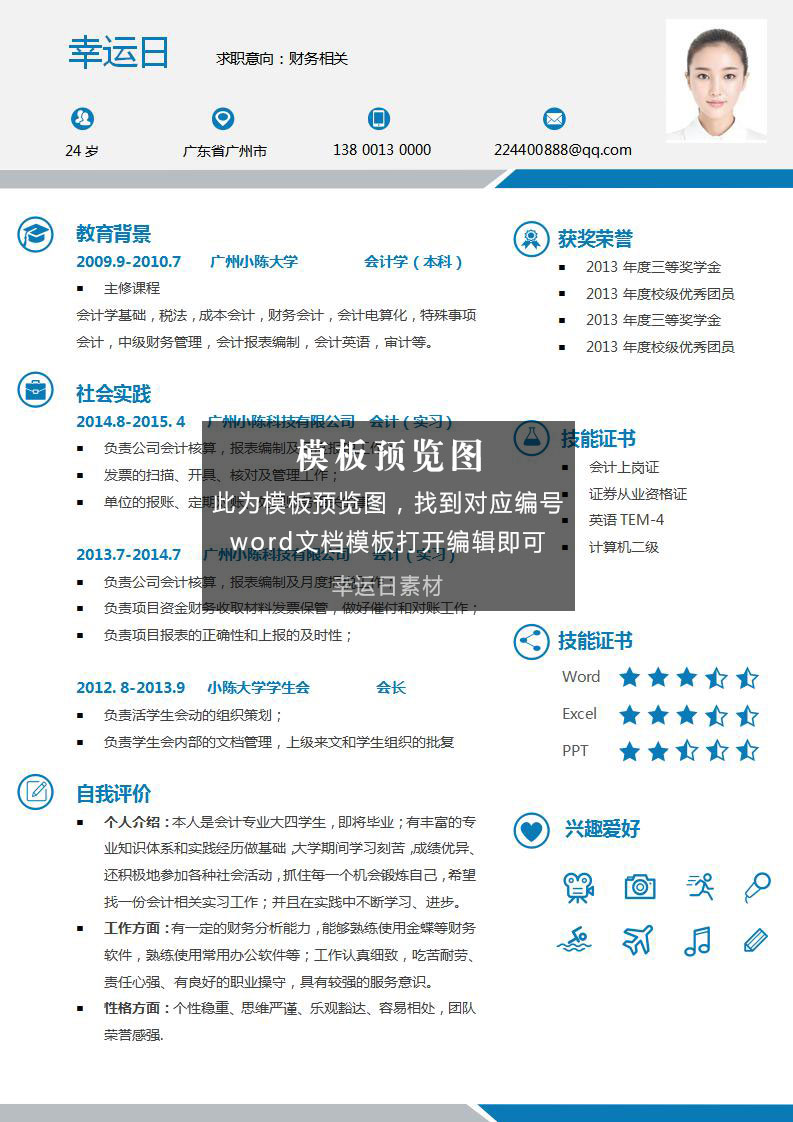 幸运日
求职意向：财务相关
24 岁
广东省广州市
138 0013 0000
224400888@qq.com
教育背景
2009.9-2010.7 广州小陈大学 会计学（本科）
主修课程
会计学基础，税法，成本会计，财务会计，会计电算化，特殊事项
会计，中级财务管理，会计报表编制，会计英语，审计等。
社会实践
2014.8-2015. 4 广州小陈科技有限公司 会计（实习）
负责公司会计核算，报表编制及
发票的扫描、开具、核对及管理工作；
单位的报账、定期
2013.7-2014.7 广州小陈科技有限公司 会计（实习）
负责公司会计核算，报表编制及月度
负责项目资金财务收取材料发票保管，做好催付和对账工作；
负责项目报表的正确性和上报的及时性；
2012. 8-2013.9 小陈大学学生会 会长
负责活学生会动的组织策划；
负责学生会内部的文档管理，上级来文和学生组织的批复
自我评价
个人介绍：本人是会计专业大四学生，即将毕业；有丰富的专
业知识体系和实践经历做基础，大学期间学习刻苦，成绩优异、
还积极地参加各种社会活动，抓住每一个机会锻炼自己，希望
找一份会计相关实习工作；并且在实践中不断学习、进步。
工作方面：有一定的财务分析能力，能够熟练使用金蝶等财务
软件，熟练使用常用办公软件等；工作认真细致，吃苦耐劳、
责任心强、有良好的职业操守，具有较强的服务意识。
性格方面：个性稳重、思维严谨、乐观豁达、容易相处，团队
荣誉感强.
获奖荣誉
2013 年度三等奖学金
2013 年度校级优秀团员
2013 年度三等奖学金
2013 年度校级优秀团员
技能证书
会计上岗证
证券从业资格证
英语 TEM-4
计算机二级
技能证书
Word
Excel
PPT
兴趣爱好
模板预览图
此为模板预览图，找到对应编号
word文档模板打开编辑即可
幸运日素材